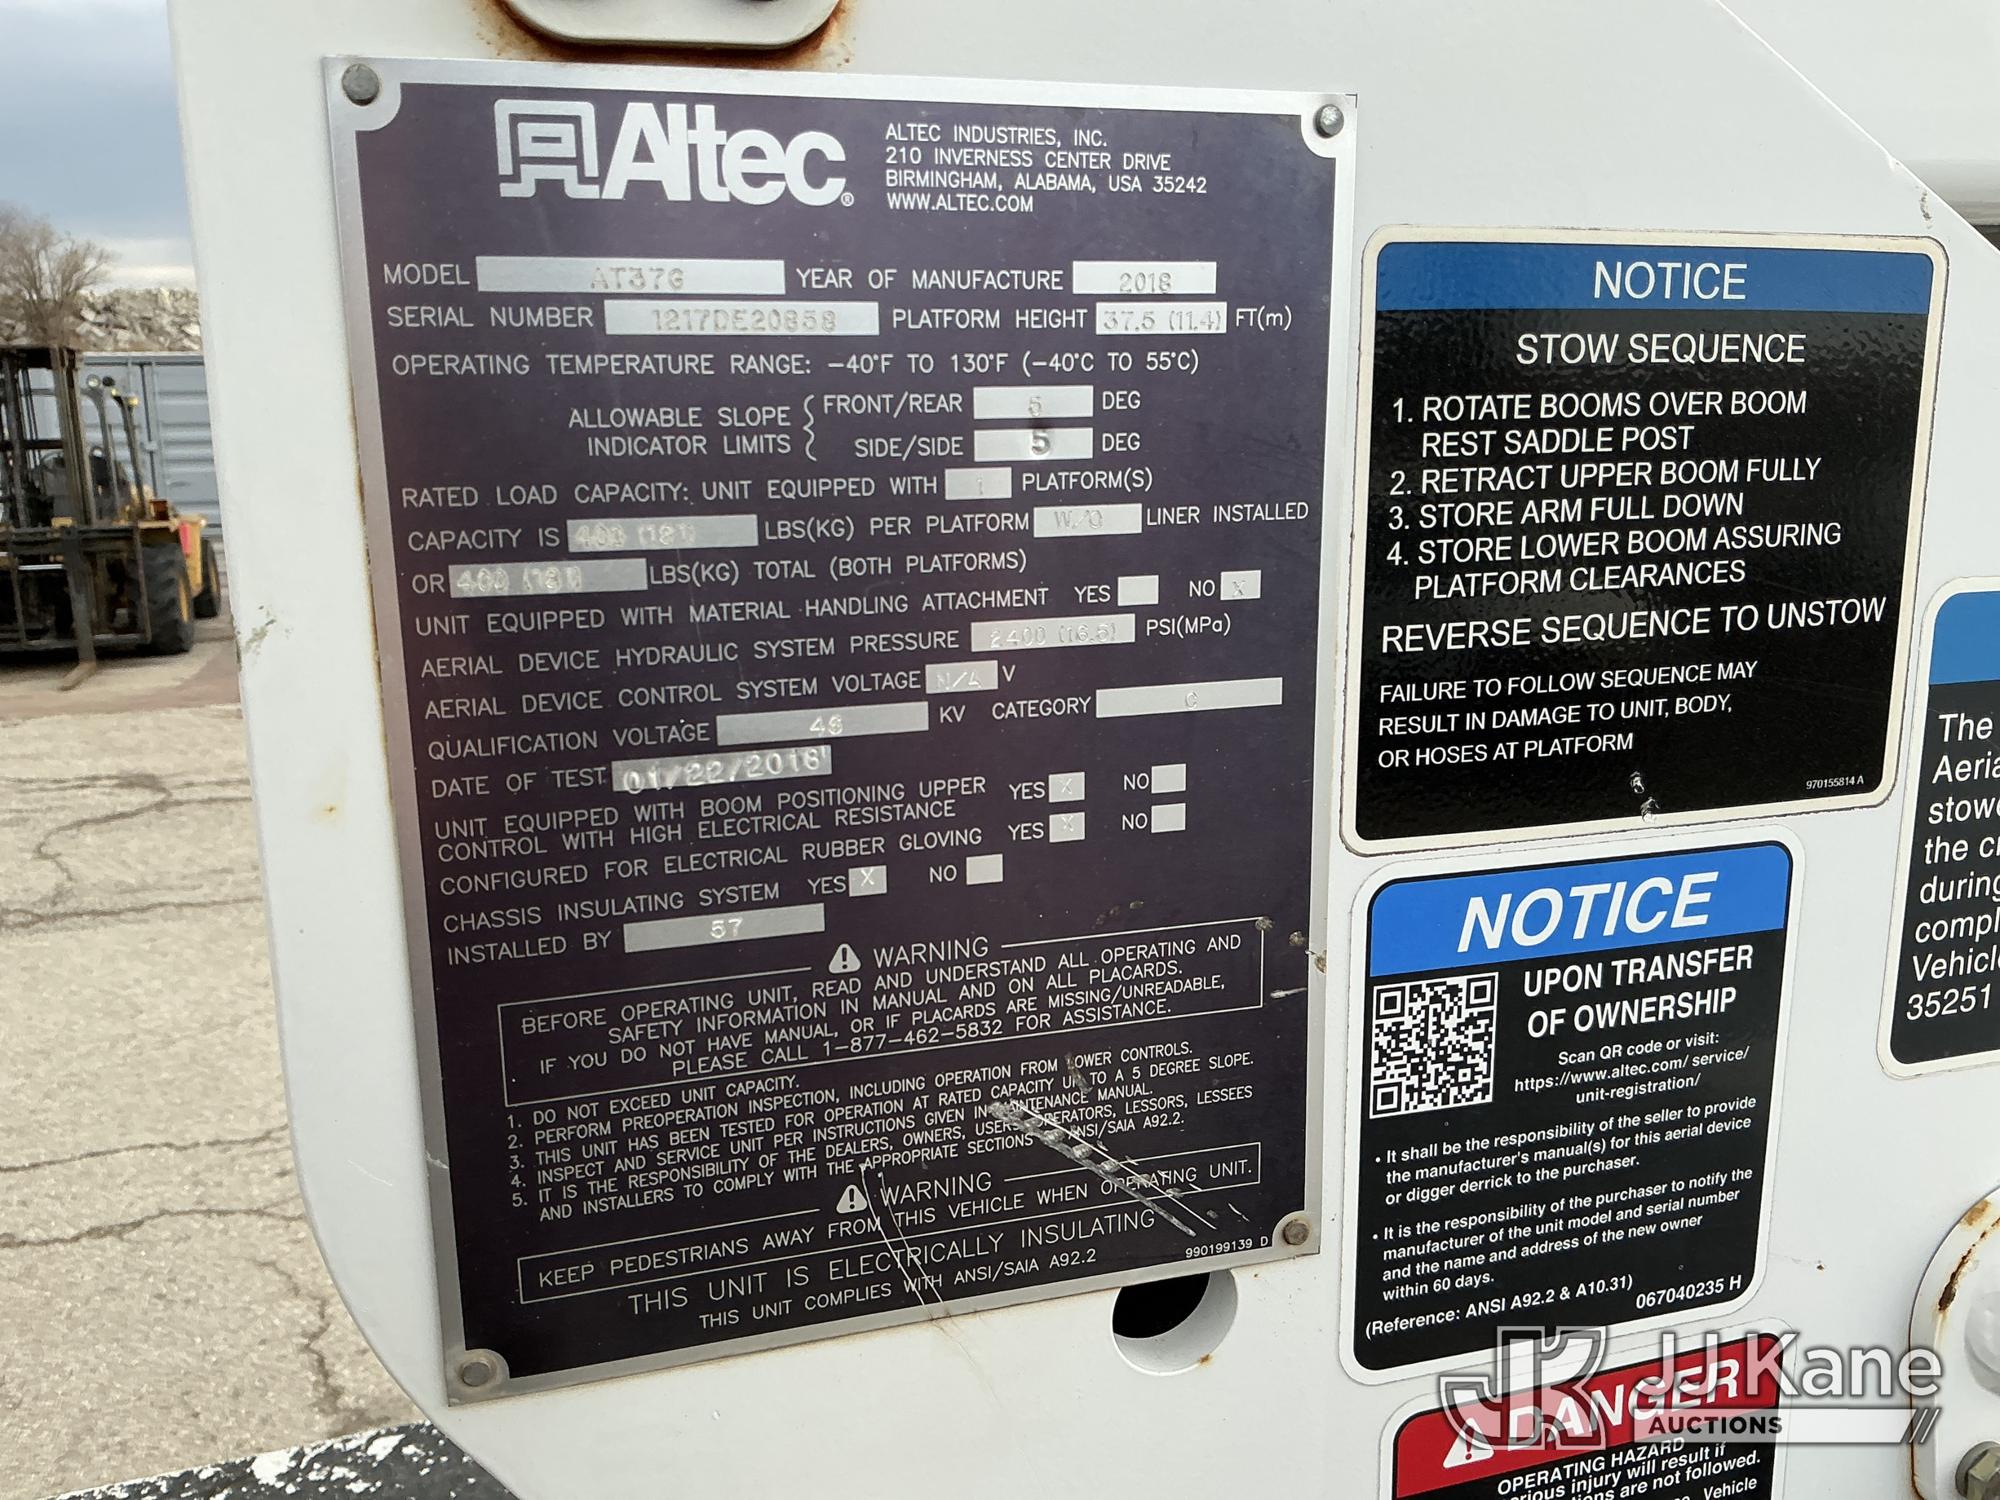 Altec®
ALTEC INDUSTRIES, INC.
210 INVERNESS CENTER DRIVE
BIRMINGHAM, ALABAMA, USA 35242
WWW.ALTEC.COM
MODEL AT37G YEAR OF MANUFACTURE 2018
SERIAL NUMBER 1217DE20858 PLATFORM HEIGHT 37.5 (11.4) FT(m)
OPERATING TEMPERATURE RANGE: -40°F TO 130°F (-40°C TO 55°C)
ALLOWABLE SLOPE INDICATOR LIMITS
FRONT/REAR 5 DEG
SIDE/SIDE 5 DEG
RATED LOAD CAPACITY: UNIT EQUIPPED WITH 1 PLATFORM(S)
CAPACITY IS 400 (181) LBS(KG) PER PLATFORM W/O LINER INSTALLED
OR 400 (181) LBS(KG) TOTAL (BOTH PLATFORMS)
UNIT EQUIPPED WITH MATERIAL HANDLING ATTACHMENT YES NO X
AERIAL DEVICE HYDRAULIC SYSTEM PRESSURE 2400 (16.5) PSI(MPa)
AERIAL DEVICE CONTROL SYSTEM VOLTAGE N/A V
QUALIFICATION VOLTAGE 46 KV CATEGORY C
DATE OF TEST 01/22/2018
UNIT EQUIPPED WITH BOOM POSITIONING UPPER
CONTROL WITH HIGH ELECTRICAL RESISTANCE YES X NO
CONFIGURED FOR ELECTRICAL RUBBER GLOVING YES X NO
CHASSIS INSULATING SYSTEM YES X NO
INSTALLED BY 57
WARNING
BEFORE OPERATING UNIT, READ AND UNDERSTAND ALL OPERATING AND
SAFETY INFORMATION IN MANUAL AND ON ALL PLACARDS.
IF YOU DO NOT HAVE MANUAL, OR IF PLACARDS ARE MISSING/UNREADABLE,
PLEASE CALL 1-877-462-5832 FOR ASSISTANCE.
1. DO NOT EXCEED UNIT CAPACITY.
2. PERFORM PREOPERATION INSPECTION, INCLUDING OPERATION FROM LOWER CONTROLS.
3. THIS UNIT HAS BEEN TESTED FOR OPERATION AT RATED CAPACITY UP TO A 5 DEGREE SLOPE.
4. INSPECT AND SERVICE UNIT PER INSTRUCTIONS GIVEN IN MAINTENANCE MANUAL.
5. IT IS THE RESPONSIBILITY OF THE DEALERS, OWNERS, USERS, OPERATORS, LESSORS, LESSEES
AND INSTALLERS TO COMPLY WITH THE APPROPRIATE SECTIONS ANSI/SAIA A92.2.
WARNING
KEEP PEDESTRIANS AWAY FROM THIS VEHICLE WHEN OPERATING UNIT.
THIS UNIT IS ELECTRICALLY INSULATING
THIS UNIT COMPLIES WITH ANSI/SAIA A92.2
990199139 D
NOTICE
STOW SEQUENCE
1. ROTATE BOOMS OVER BOOM
REST SADDLE POST
2. RETRACT UPPER BOOM FULLY
3. STORE ARM FULL DOWN
4. STORE LOWER BOOM ASSURING
PLATFORM CLEARANCES
REVERSE SEQUENCE TO UNSTOW
FAILURE TO FOLLOW SEQUENCE MAY
RESULT IN DAMAGE TO UNIT, BODY,
OR HOSES AT PLATFORM
970155814 A
NOTICE
UPON TRANSFER
OF OWNERSHIP
Scan QR code or visit:
https://www.altec.com/ service/
unit-registration/
• It shall be the responsibility of the seller to provide
the manufacturer's manual(s) for this aerial device
or digger derrick to the purchaser.
• It is the responsibility of the purchaser to notify the
manufacturer of the unit model and serial number
and the name and address of the new owner
within 60 days.
(Reference: ANSI A92.2 & A10.31)
067040235 H
The
Aeria
stowe
the cr
during
compl
Vehicle
35251
DANGER
OPERATING HAZARD
injury will result if
are not followed.
Vehicle
JJKane
AUCTIONS